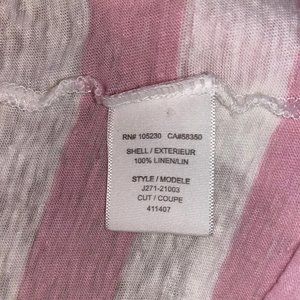 RN# 105230 CA#58350
SHELL / EXTERIEUR
100% LINEN/LIN
STYLE / MODELE
J271-21003
CUT / COUPE
411407